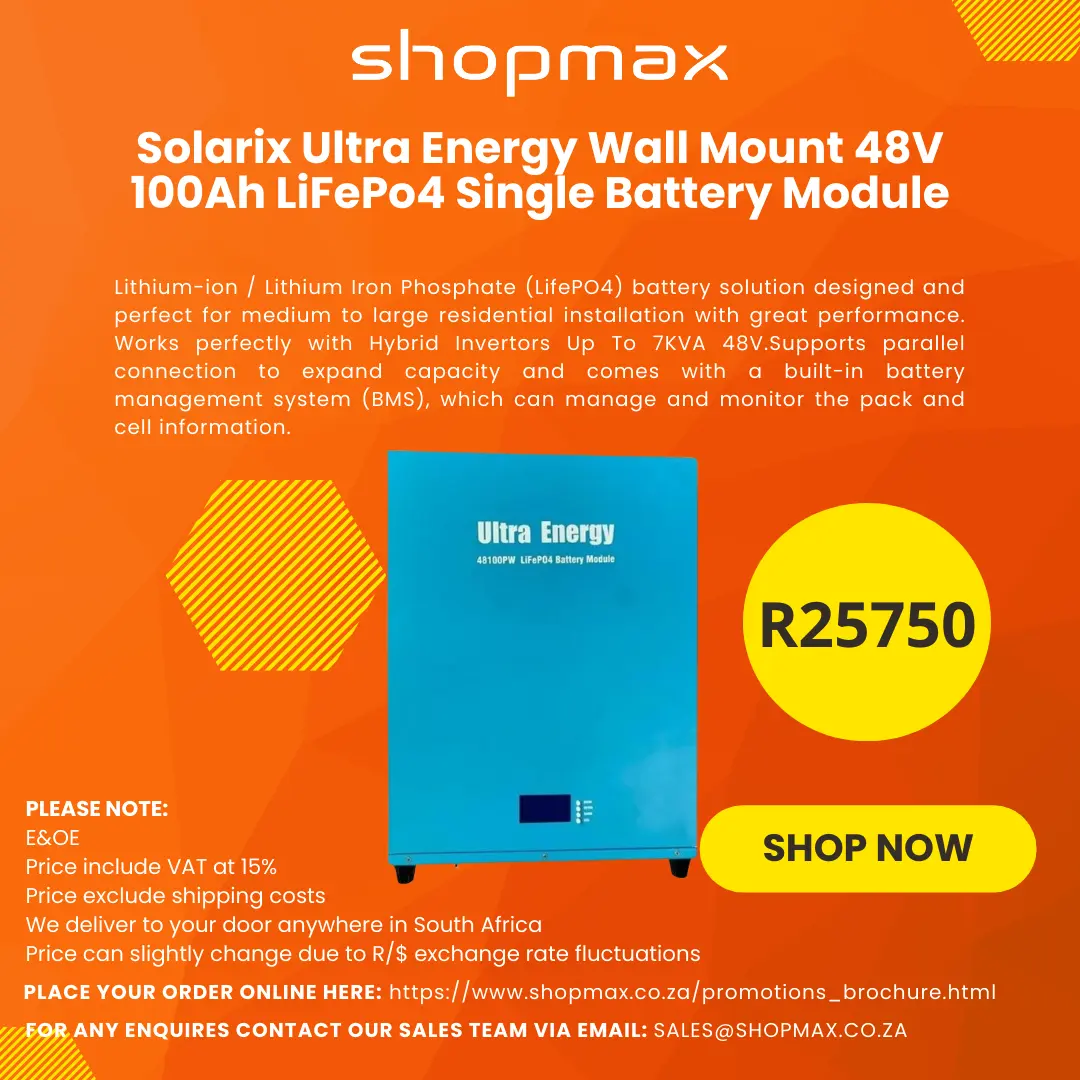 shopmax
Solarix Ultra Energy Wall Mount 48V
100Ah LiFePo4 Single Battery Module
Lithium-ion / Lithium Iron Phosphate (LifePO4) battery solution designed and
perfect for medium to large residential installation with great performance.
Works perfectly with Hybrid Invertors Up To 7KVA 48V.Supports parallel
connection to expand capacity and comes with a built-in battery
management system (BMS), which can manage and monitor the pack and
cell information.
Ultra Energy
48100PW LiFePO4 Battery Module
R25750
SHOP NOW
PLEASE NOTE:
E&OE
Price include VAT at 15%
Price exclude shipping costs
We deliver to your door anywhere in South Africa
Price can slightly change due to R/$ exchange rate fluctuations
PLACE YOUR ORDER ONLINE HERE: https://www.shopmax.co.za/promotions_brochure.html
FOR ANY ENQUIRES CONTACT OUR SALES TEAM VIA EMAIL: SALES@SHOPMAX.CO.ZA